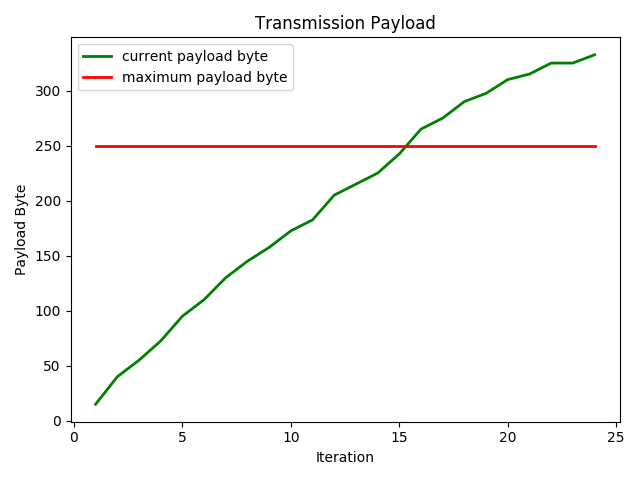 Transmission Payload
current payload byte
maximum payload byte
Payload Byte
300
250
200
150
100
50
0
0 5 10 15 20 25
Iteration